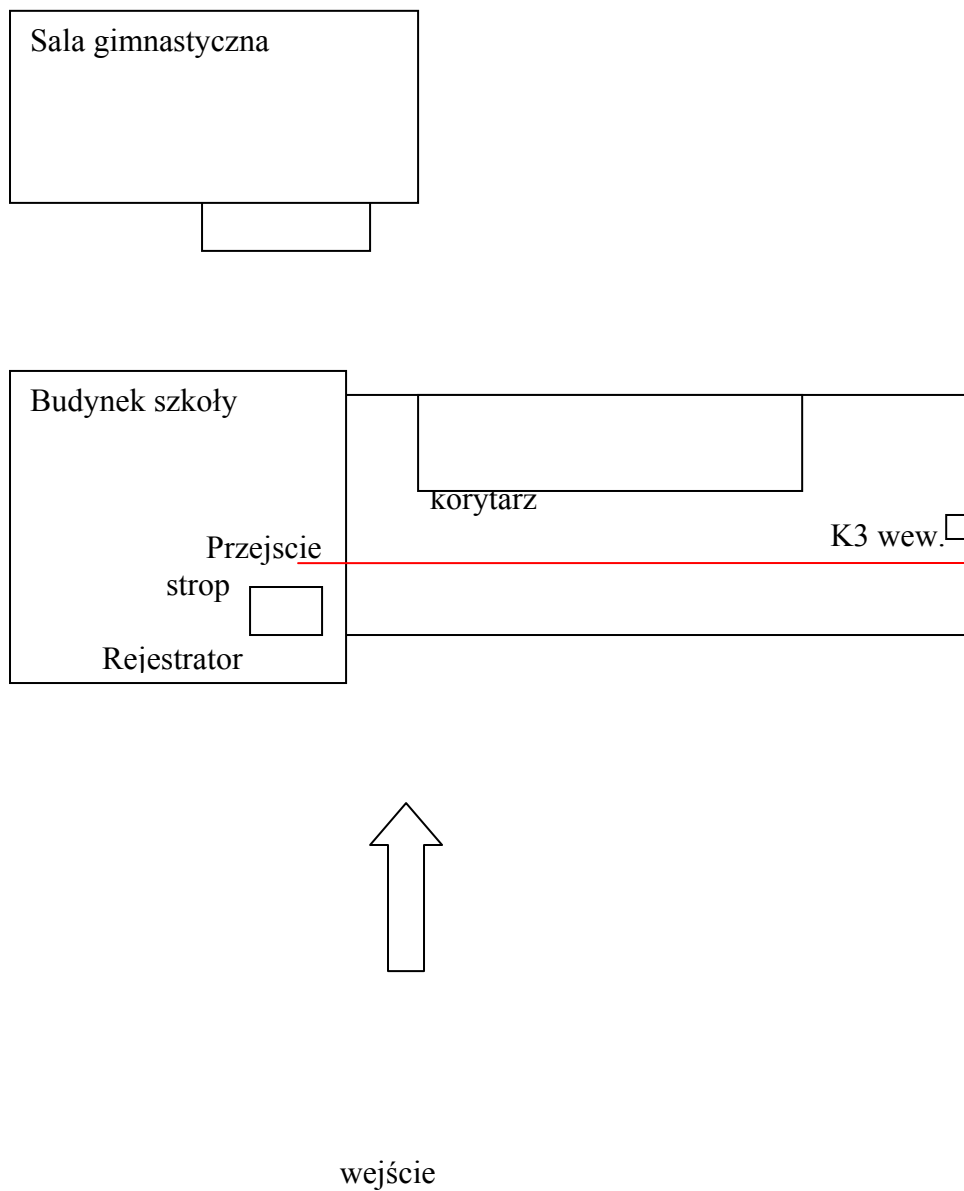 Sala gimnastyczna
Budynek szkoły
korytarz
K3 wew.
Przejscie
strop
Rejestrator
wejście